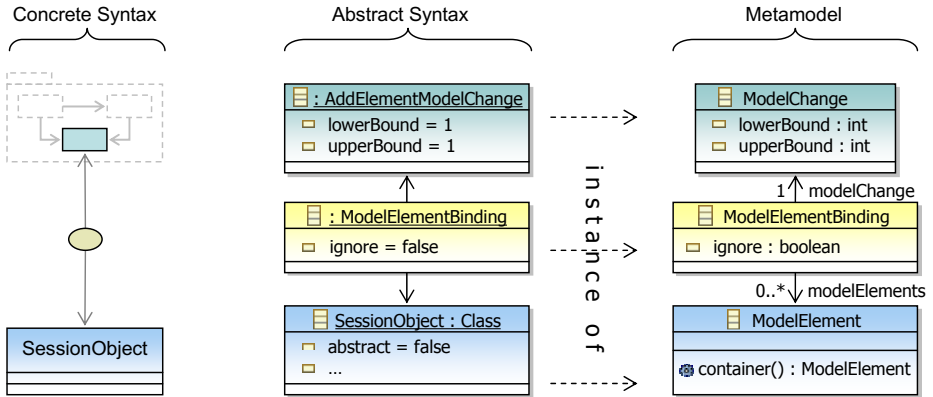 Concrete Syntax
Abstract Syntax
Metamodel
SessionObject
: AddElementModelChange
lowerBound = 1
upperBound = 1
: ModelElementBinding
ignore = false
SessionObject : Class
abstract = false
...
instance of
ModelChange
lowerBound : int
upperBound : int
1 modelChange
ModelElementBinding
ignore : boolean
0..* modelElements
ModelElement
container() : ModelElement